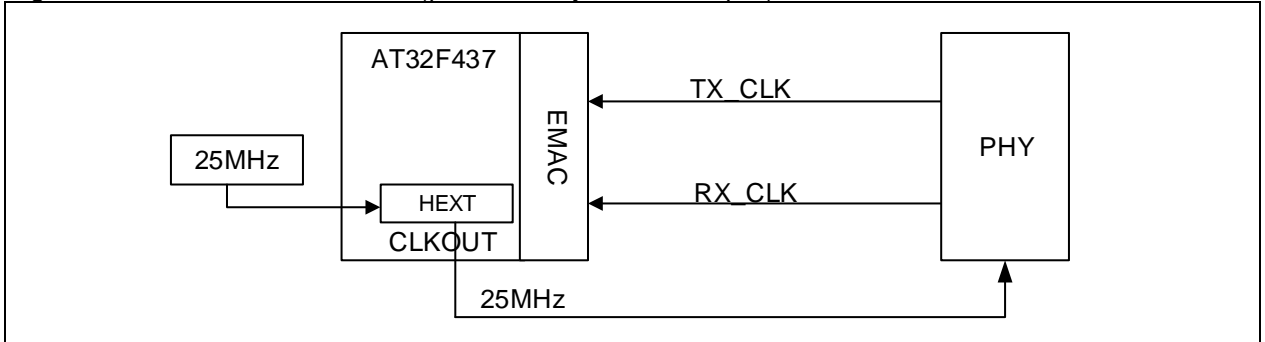 AT32F437
TX_CLK
EMAC
PHY
25MHz
RX_CLK
HEXT
CLKOUT
25MHz